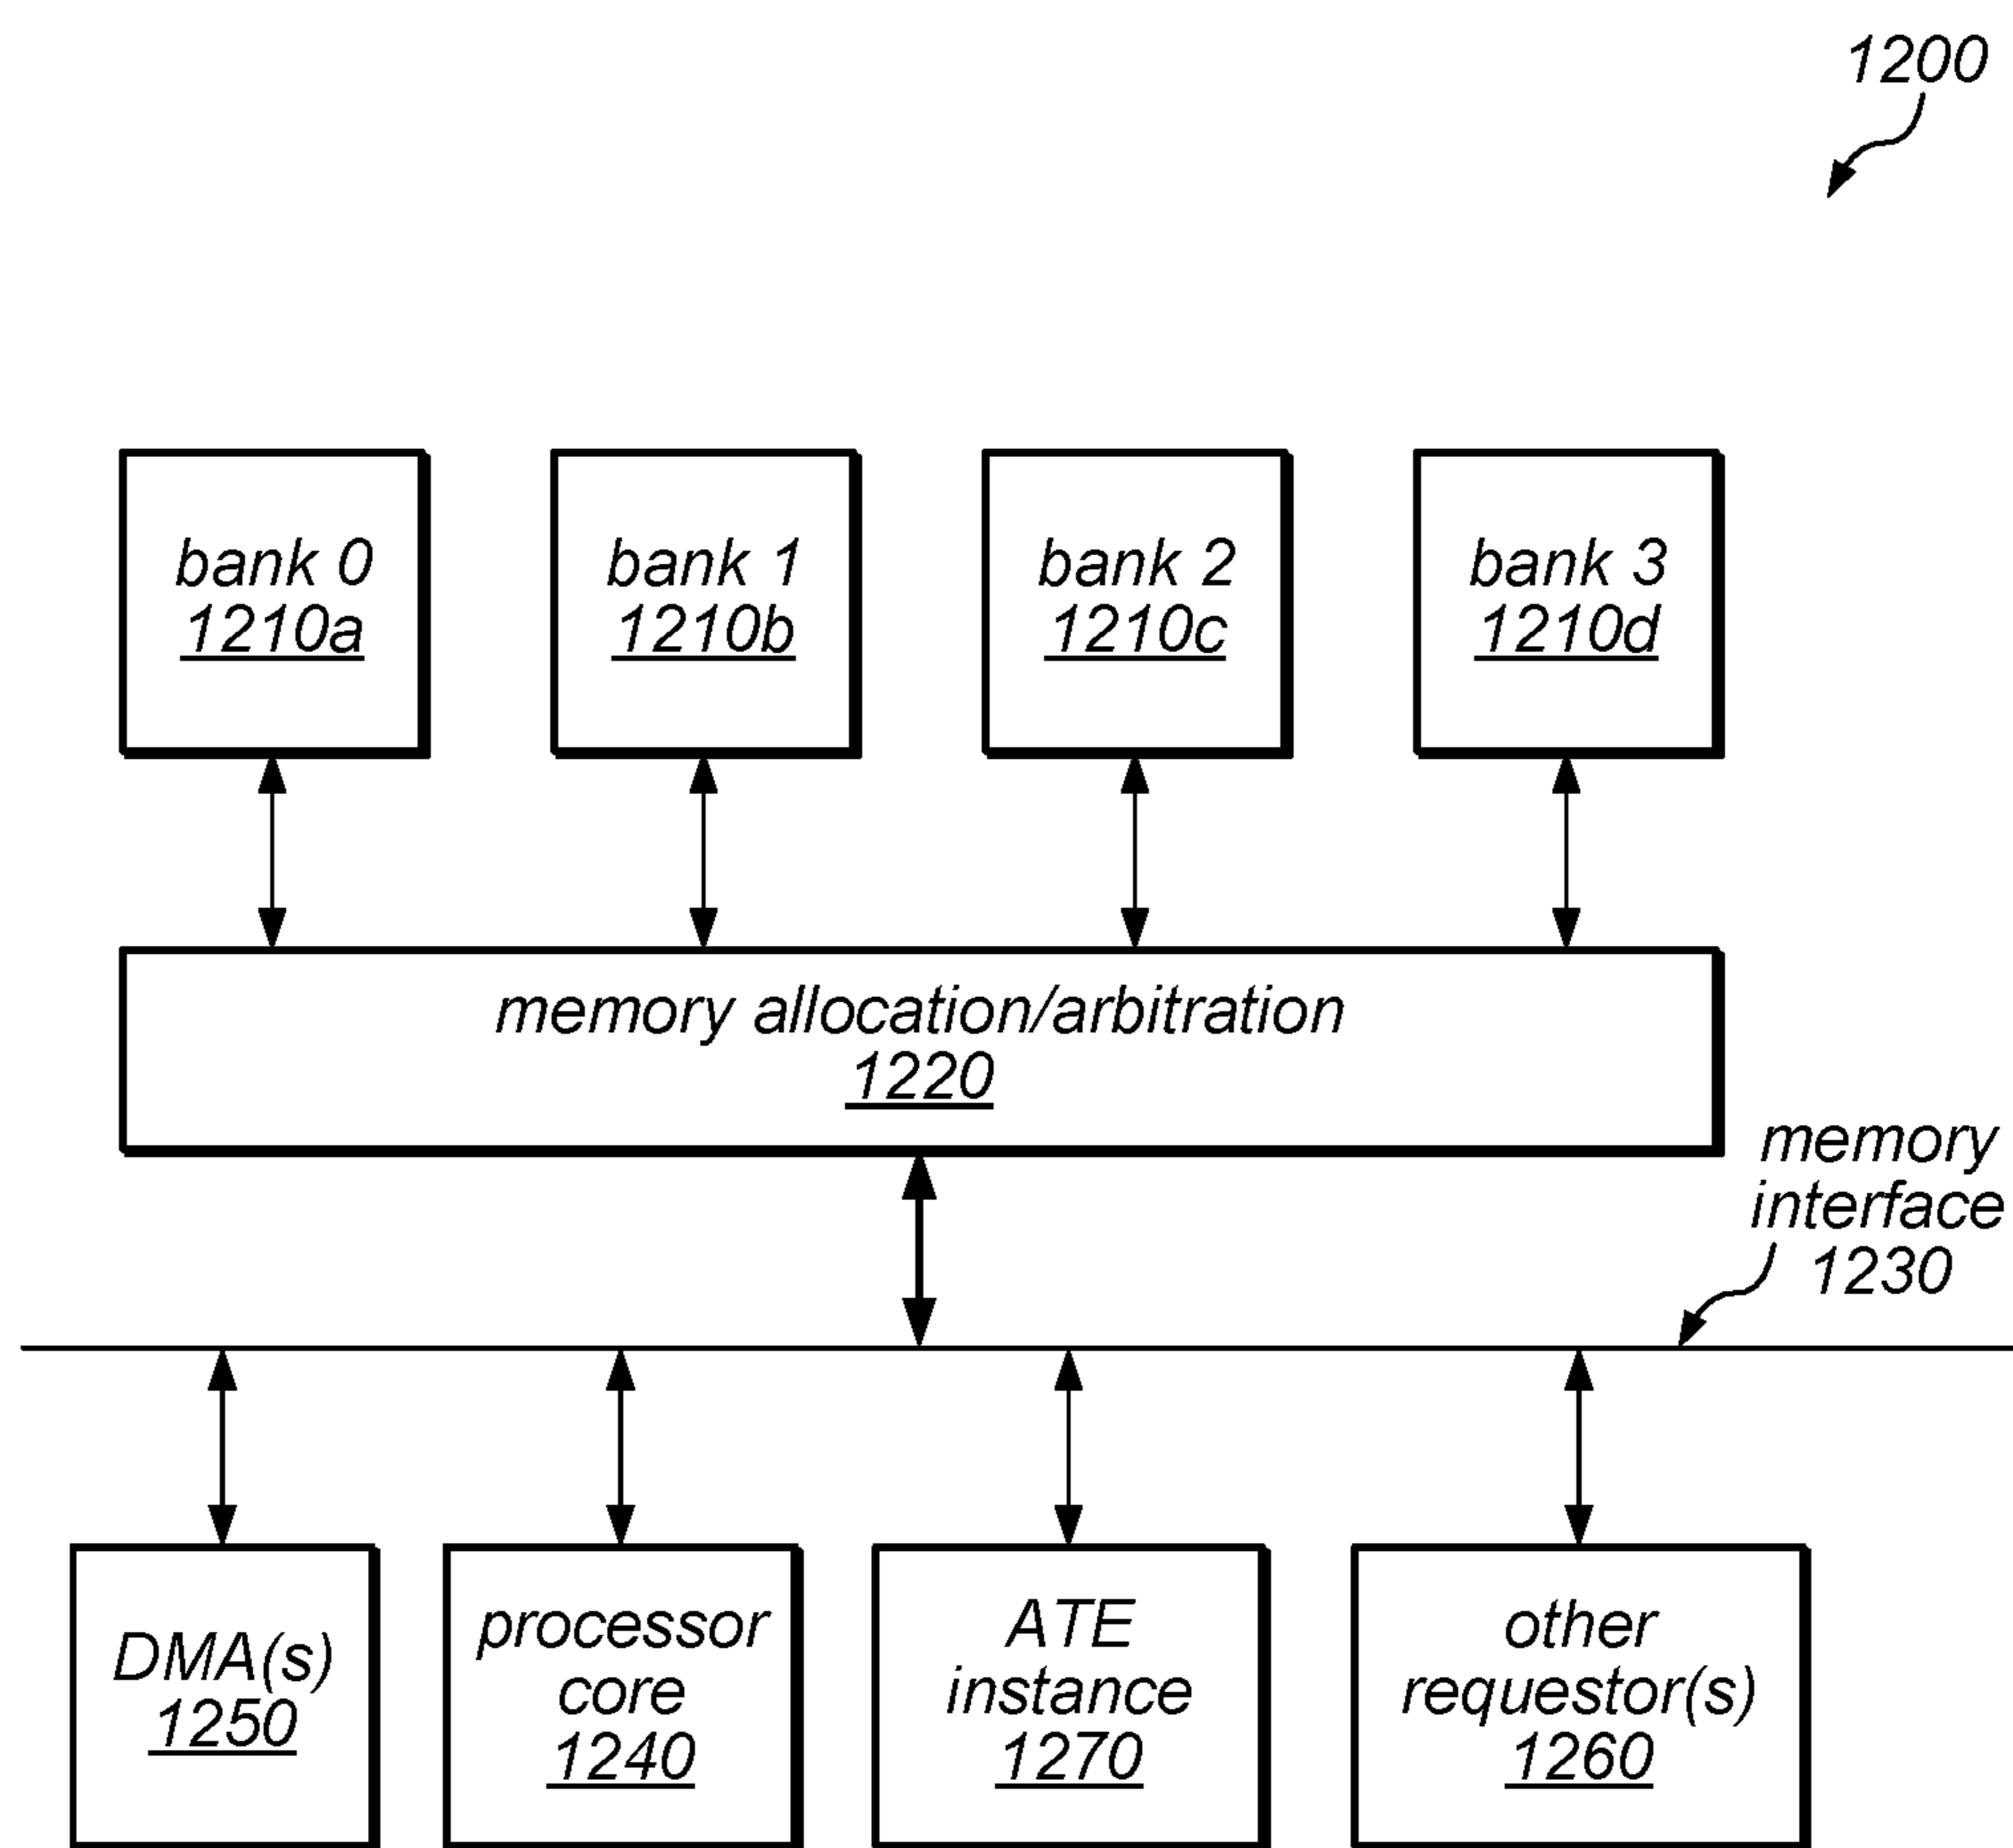 1200
bank 0
1210a
bank 1
1210b
bank 2
1210c
bank 3
1210d
memory allocation/arbitration
1220
memory
interface
1230
DMA(s)
1250
processor
core
1240
ATE
instance
1270
other
requestor(s)
1260